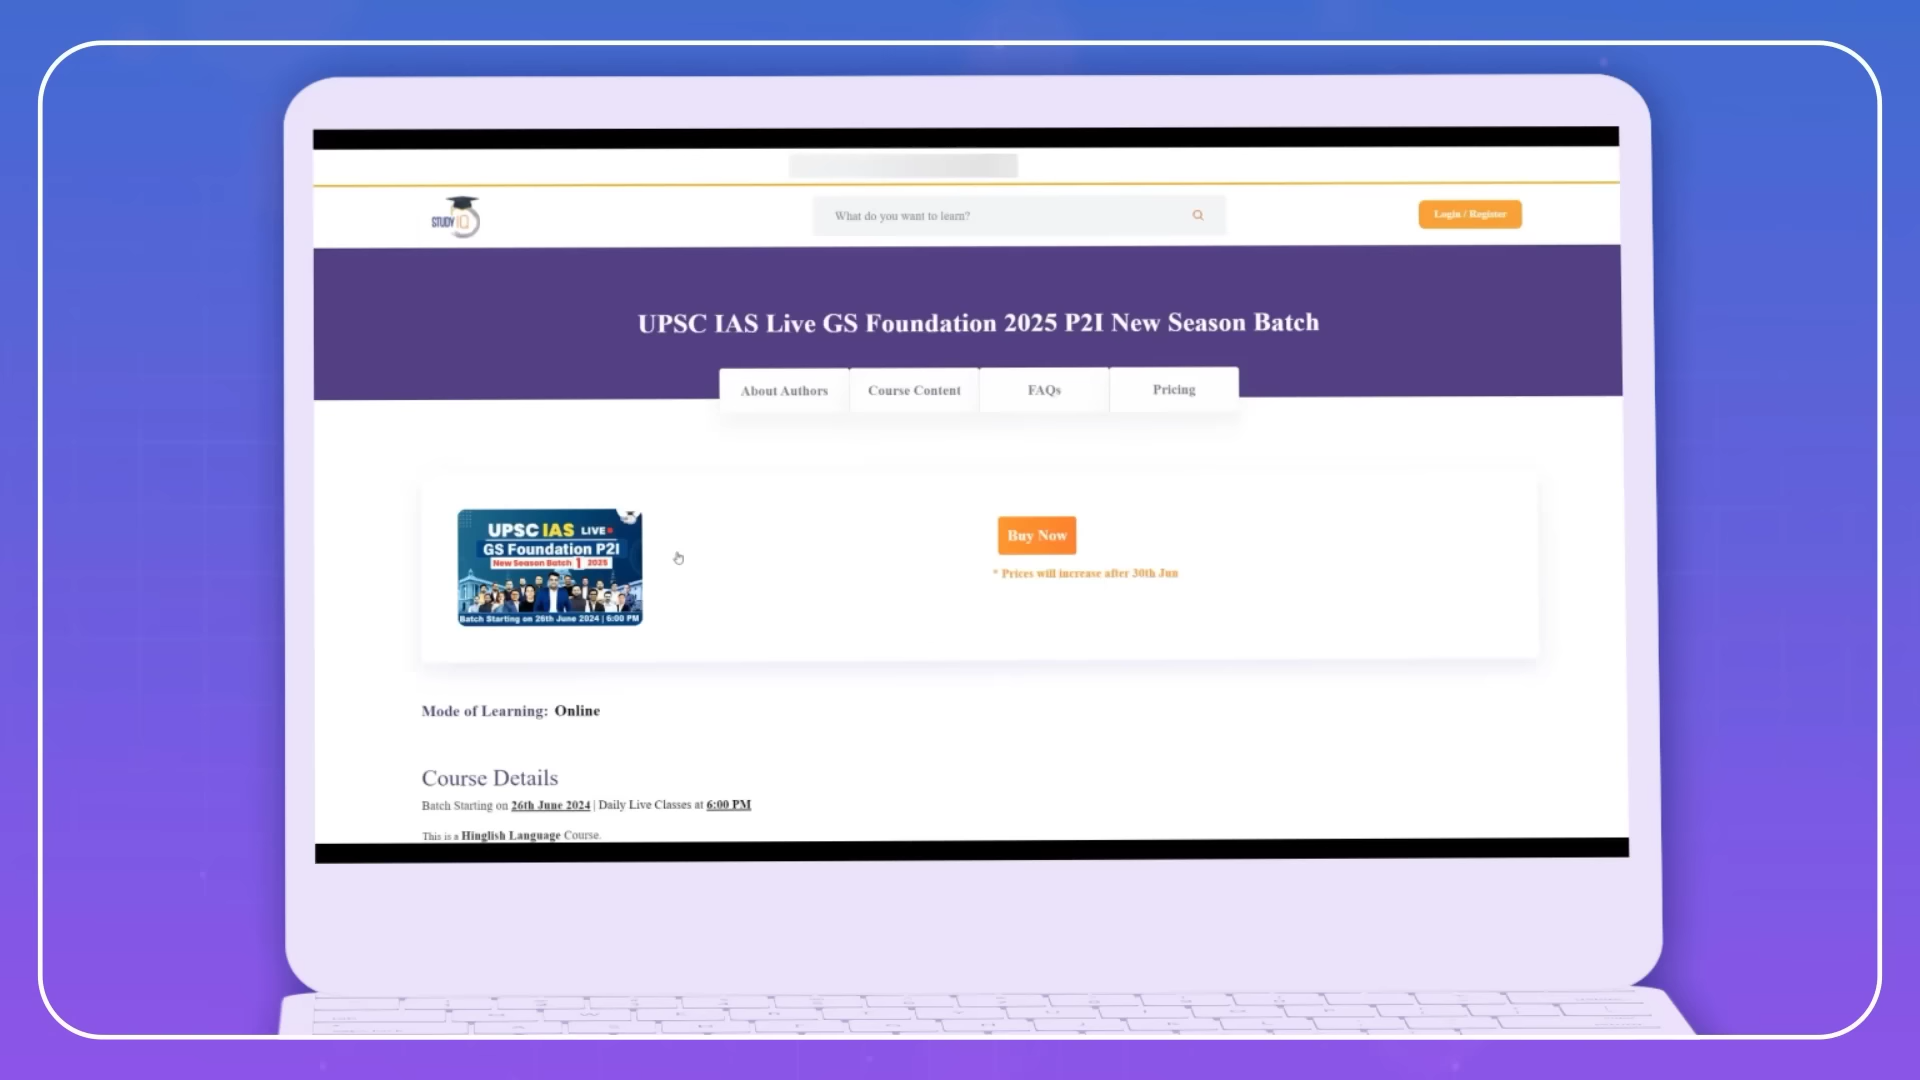 STUDY IQ
What do you want to learn?
Login / Register
UPSC IAS Live GS Foundation 2025 P2I New Season Batch
About Authors
Course Content
FAQs
Pricing
UPSC IAS LIVE
GS Foundation P2I
New Season Batch 1 2025
Batch Starting on 26th June 2024 | 6:00 PM
Buy Now
* Prices will increase after 30th Jun
Mode of Learning: Online
Course Details
Batch Starting on 26th June 2024 | Daily Live Classes at 6:00 PM
This is a Hinglish Language Course.